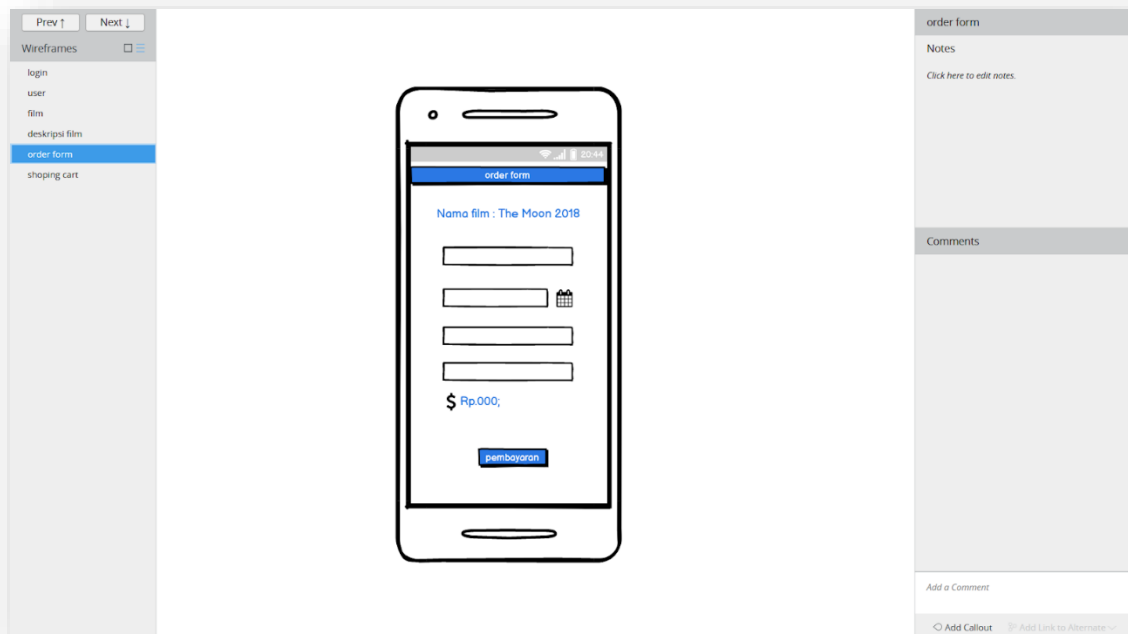 Prev ↑ Next ↓
Wireframes
login
user
film
deskripsi film
order form
shoping cart
20:44
order form
Nama film : The Moon 2018
$ Rp.000;
pembayaran
order form
Notes
Click here to edit notes.
Comments
Add a Comment
Add Callout Add Link to Alternate